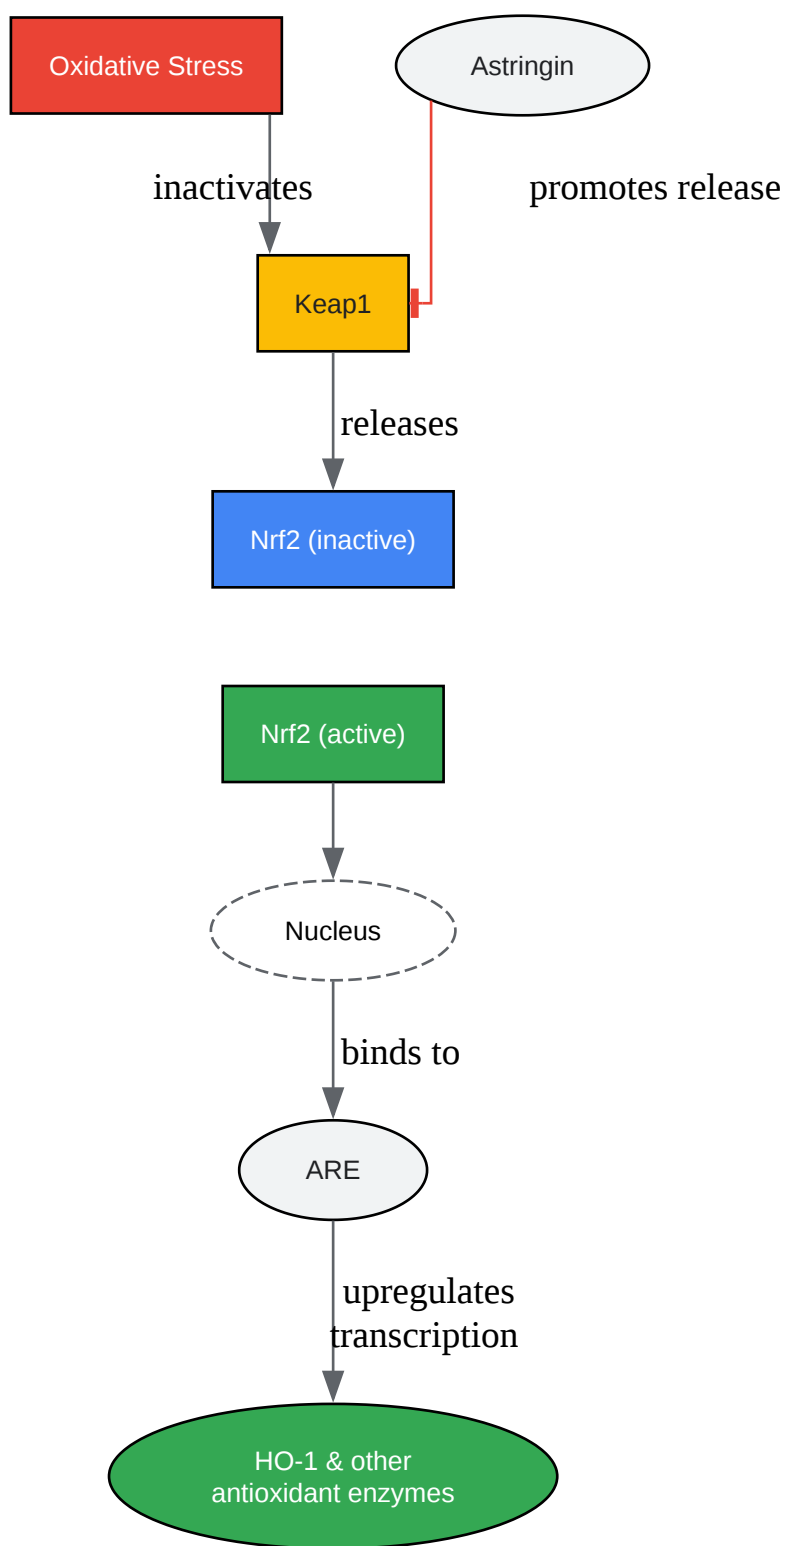 Oxidative Stress
Astringin
inactivates
promotes release
Keap1
releases
Nrf2 (inactive)
Nrf2 (active)
Nucleus
binds to
ARE
upregulates
transcription
HO-1 & other
antioxidant enzymes